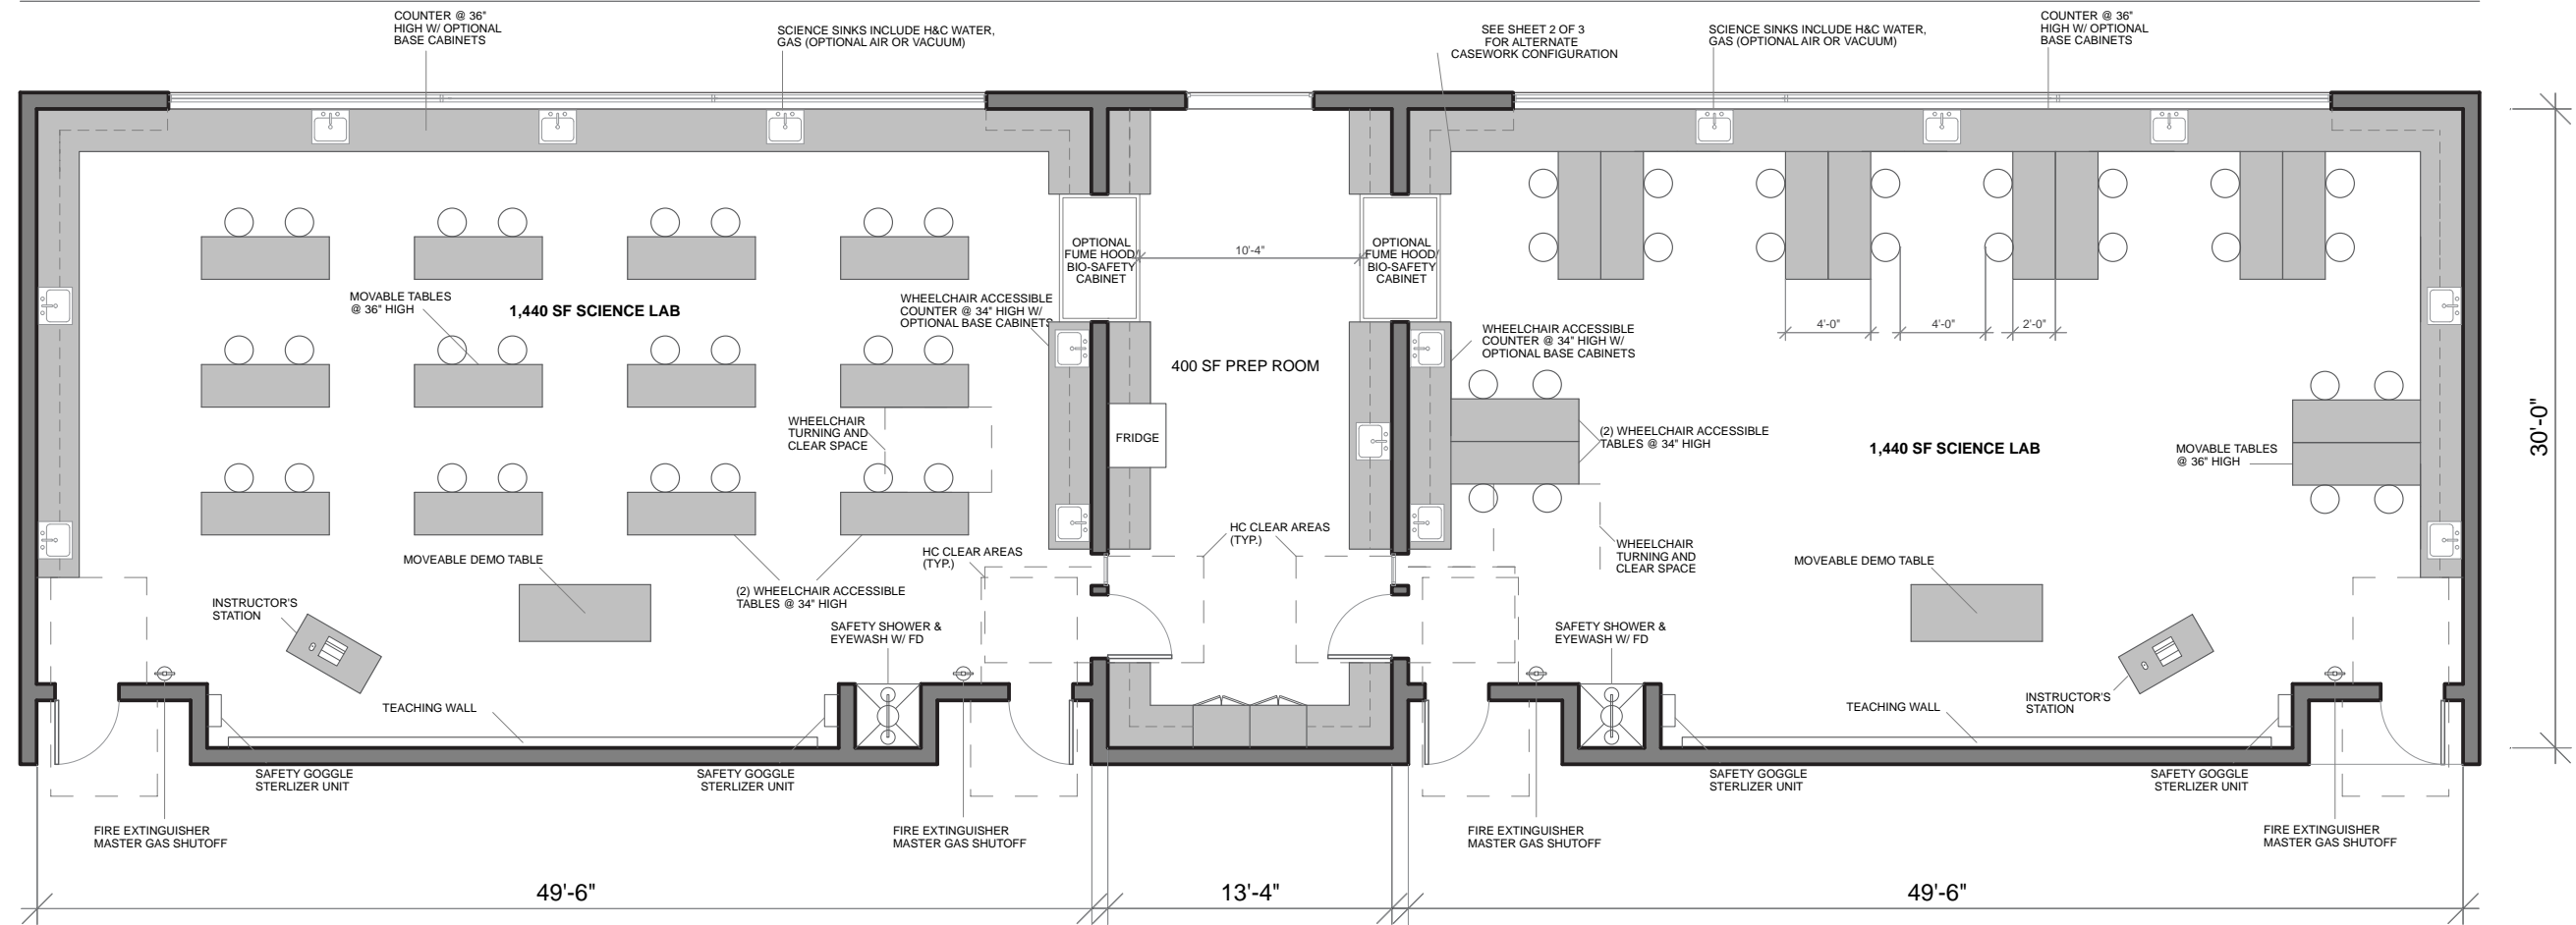 COUNTER @ 36"
HIGH W/ OPTIONAL
BASE CABINETS
SCIENCE SINKS INCLUDE H&C WATER,
GAS (OPTIONAL AIR OR VACUUM)
SEE SHEET 2 OF 3
FOR ALTERNATE
CASEWORK CONFIGURATION
SCIENCE SINKS INCLUDE H&C WATER,
GAS (OPTIONAL AIR OR VACUUM)
COUNTER @ 36"
HIGH W/ OPTIONAL
BASE CABINETS
OPTIONAL
FUME HOOD/
BIO-SAFETY
CABINET
10'-4"
OPTIONAL
FUME HOOD/
BIO-SAFETY
CABINET
MOVABLE TABLES
@ 36" HIGH
1,440 SF SCIENCE LAB
WHEELCHAIR ACCESSIBLE
COUNTER @ 34" HIGH W/
OPTIONAL BASE CABINETS
4'-0"
4'-0"
2'-0"
WHEELCHAIR ACCESSIBLE
COUNTER @ 34" HIGH W/
OPTIONAL BASE CABINETS
400 SF PREP ROOM
WHEELCHAIR
TURNING AND
CLEAR SPACE
FRIDGE
(2) WHEELCHAIR ACCESSIBLE
TABLES @ 34" HIGH
1,440 SF SCIENCE LAB
MOVABLE TABLES
@ 36" HIGH
30'-0"
HC CLEAR AREAS
(TYP.)
MOVEABLE DEMO TABLE
HC CLEAR AREAS
(TYP.)
WHEELCHAIR
TURNING AND
CLEAR SPACE
MOVEABLE DEMO TABLE
(2) WHEELCHAIR ACCESSIBLE
TABLES @ 34" HIGH
INSTRUCTOR'S
STATION
SAFETY SHOWER &
EYEWASH W/ FD
SAFETY SHOWER &
EYEWASH W/ FD
INSTRUCTOR'S
STATION
TEACHING WALL
TEACHING WALL
SAFETY GOGGLE
STERLIZER UNIT
SAFETY GOGGLE
STERLIZER UNIT
SAFETY GOGGLE
STERLIZER UNIT
SAFETY GOGGLE
STERLIZER UNIT
FIRE EXTINGUISHER
MASTER GAS SHUTOFF
FIRE EXTINGUISHER
MASTER GAS SHUTOFF
FIRE EXTINGUISHER
MASTER GAS SHUTOFF
FIRE EXTINGUISHER
MASTER GAS SHUTOFF
49'-6"
13'-4"
49'-6"